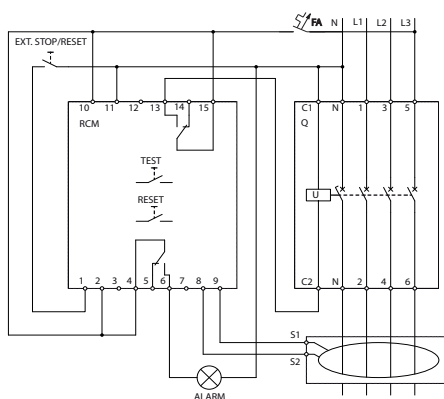 FA N L1 L2 L3
EXT. STOP/RESET
10 11 12 13 14 15
RCM
C1 N 1 3 5
Q
TEST
RESET
U
1 2 3 4 5 6 7 8 9
C2 N 2 4 6
S1
S2
ALARM